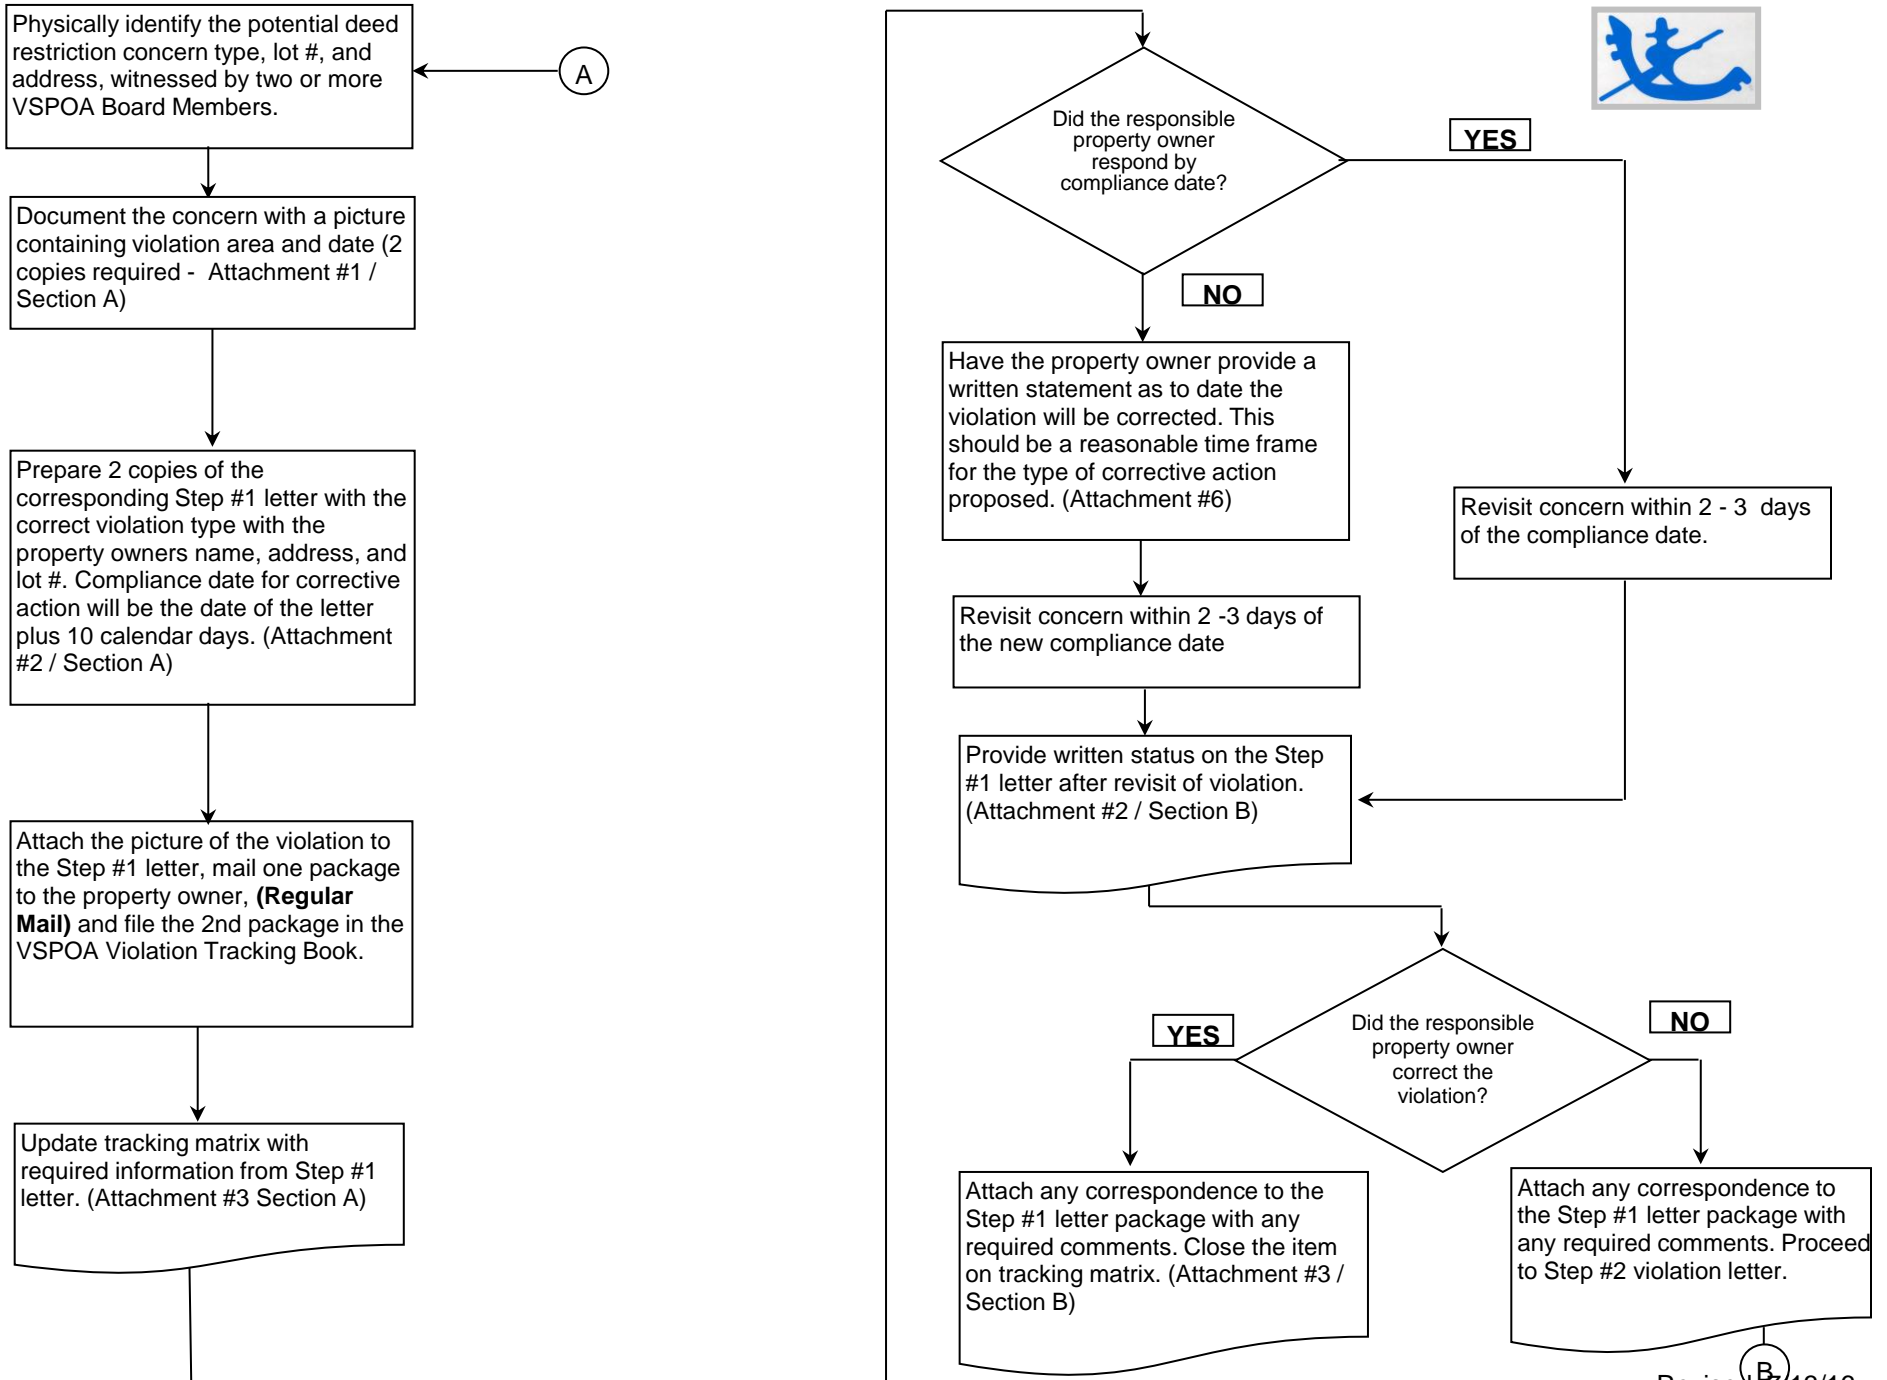 Physically identify the potential deed
restriction concern type, lot #, and
address, witnessed by two or more
VSPOA Board Members.
A
Document the concern with a picture
containing violation area and date (2
copies required - Attachment #1 /
Section A)
Prepare 2 copies of the
corresponding Step #1 letter with the
correct violation type with the
property owners name, address, and
lot #. Compliance date for corrective
action will be the date of the letter
plus 10 calendar days. (Attachment
#2 / Section A)
Attach the picture of the violation to
the Step #1 letter, mail one package
to the property owner, (Regular
Mail) and file the 2nd package in the
VSPOA Violation Tracking Book.
Update tracking matrix with
required information from Step #1
letter. (Attachment #3 Section A)
Did the responsible
property owner
respond by
compliance date?
YES
NO
Have the property owner provide a
written statement as to date the
violation will be corrected. This
should be a reasonable time frame
for the type of corrective action
proposed. (Attachment #6)
Revisit concern within 2 - 3 days
of the compliance date.
Revisit concern within 2 -3 days of
the new compliance date
Provide written status on the Step
#1 letter after revisit of violation.
(Attachment #2 / Section B)
Did the responsible
property owner
correct the
violation?
YES
NO
Attach any correspondence to the
Step #1 letter package with any
required comments. Close the item
on tracking matrix. (Attachment #3 /
Section B)
Attach any correspondence to
the Step #1 letter package with
any required comments. Proceed
to Step #2 violation letter.
B